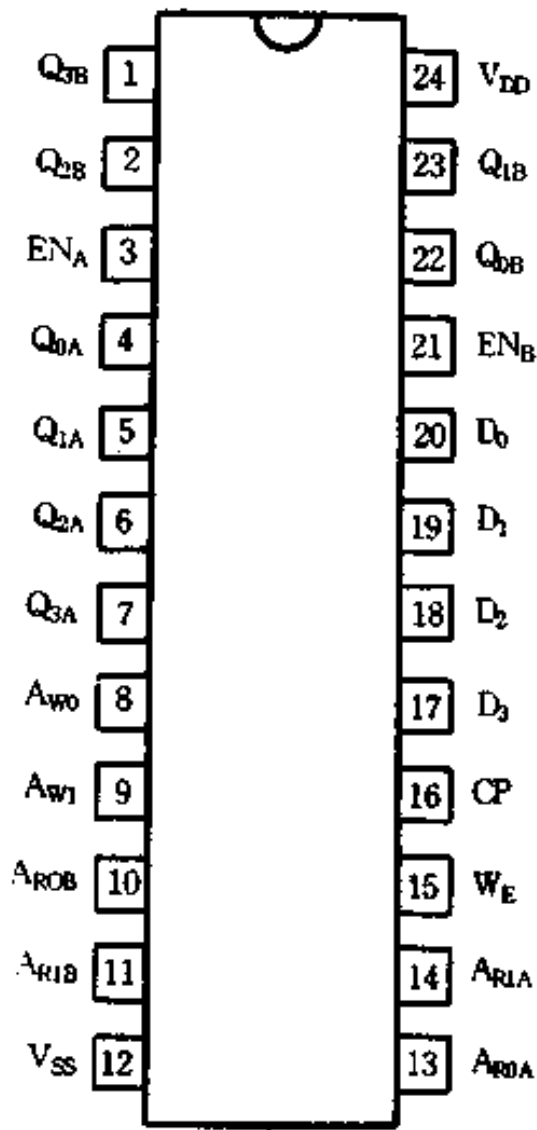 Q3B 1 24 VDD
Q2B 2 23 Q1B
ENA 3 22 Q0B
Q0A 4 21 ENB
Q1A 5 20 D0
Q2A 6 19 D1
Q3A 7 18 D2
AW0 8 17 D3
AW1 9 16 CP
AR0B 10 15 WE
AR1B 11 14 AR1A
VSS 12 13 AR0A